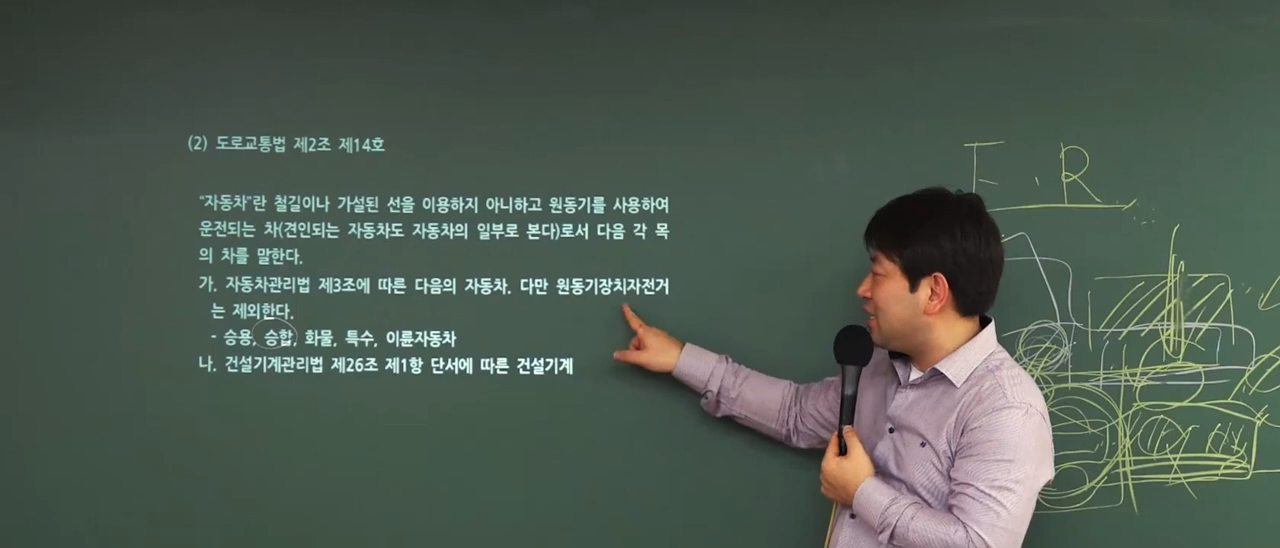 (2) 도로교통법 제2조 제14호
“자동차”란 철길이나 가설된 선을 이용하지 아니하고 원동기를 사용하여
운전되는 차(견인되는 자동차도 자동차의 일부로 본다)로서 다음 각 목
의 차를 말한다.
가. 자동차관리법 제3조에 따른 다음의 자동차. 다만 원동기장치자전거
는 제외한다.
- 승용, 승합, 화물, 특수, 이륜자동차
나. 건설기계관리법 제26조 제1항 단서에 따른 건설기계
F . R